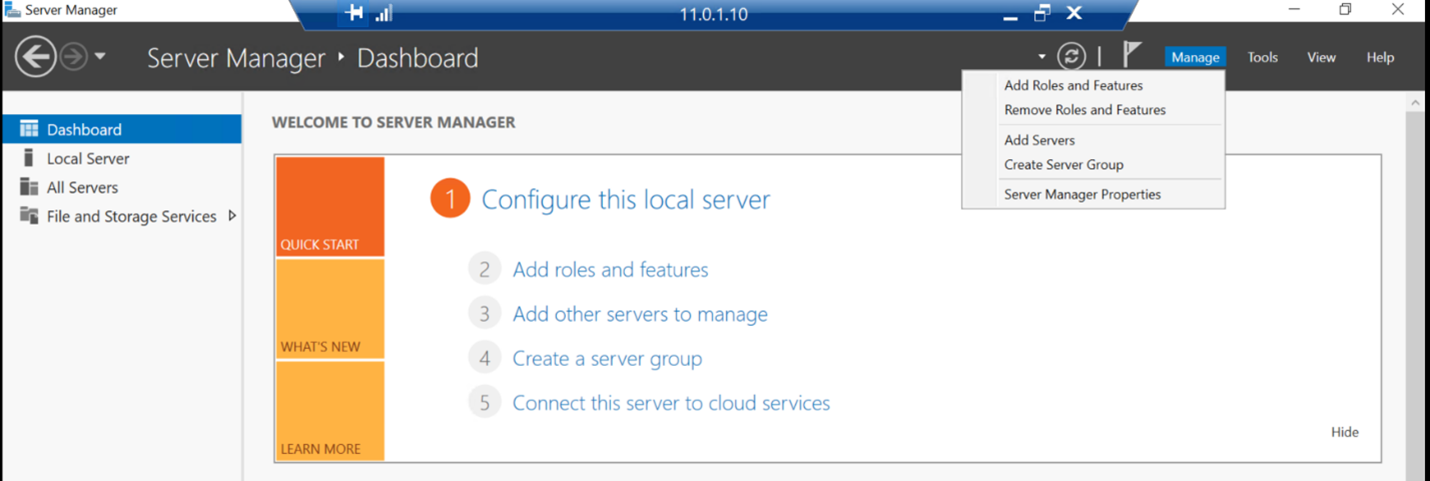 Server Manager
11.0.1.10
Server Manager ‣ Dashboard
Manage Tools View Help
Add Roles and Features
Remove Roles and Features
Add Servers
Create Server Group
Server Manager Properties
Dashboard
Local Server
All Servers
File and Storage Services
WELCOME TO SERVER MANAGER
QUICK START
WHAT'S NEW
LEARN MORE
1 Configure this local server
2 Add roles and features
3 Add other servers to manage
4 Create a server group
5 Connect this server to cloud services
Hide